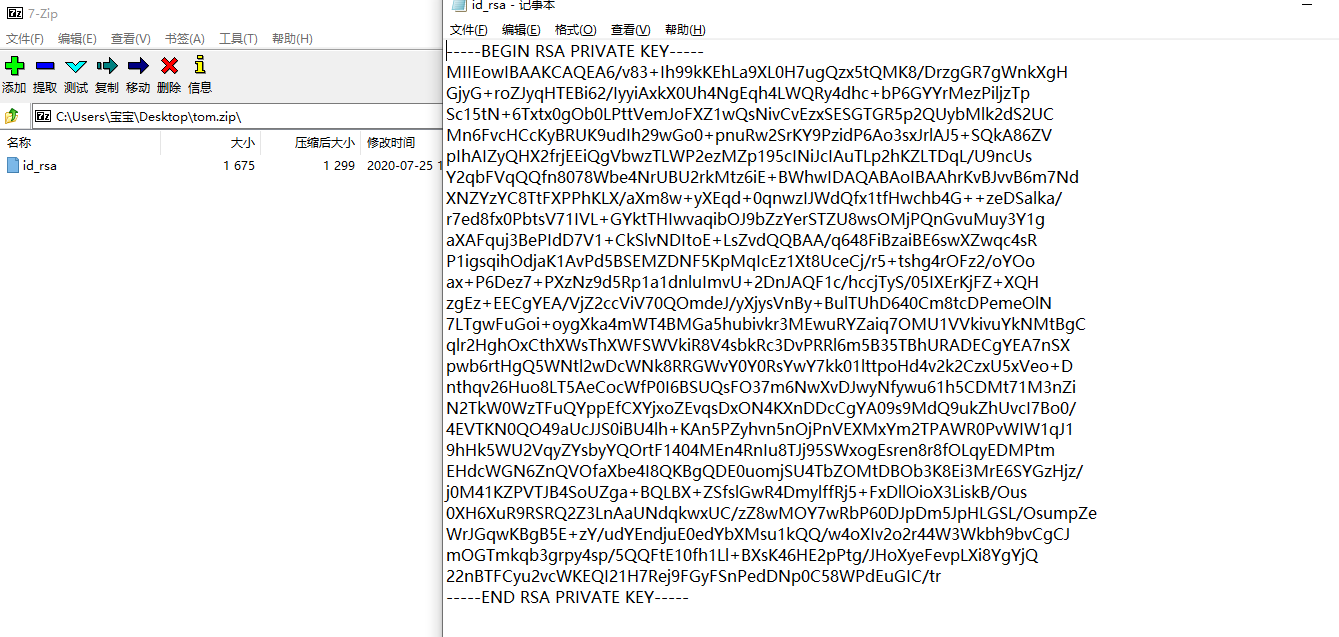 7-Zip
文件(F) 编辑(E) 查看(V) 书签(A) 工具(T) 帮助(H)
添加 提取 测试 复制 移动 删除 信息
C:\Users\宝宝\Desktop\tom.zip\
名称 大小 压缩后大小 修改时间
id_rsa 1 675 1 299 2020-07-25 1
id_rsa - 记事本
文件(F) 编辑(E) 格式(O) 查看(V) 帮助(H)
-----BEGIN RSA PRIVATE KEY-----
MIIEowIBAAKCAQEA6/v83+Ih99kKEhLa9XL0H7ugQzx5tQMK8/DrzgGR7gWnkXgH
GjyG+roZJyqHTEBi62/IyyiAxkX0Uh4NgEqh4LWQRy4dhc+bP6GYYrMezPiljzTp
Sc15tN+6Txtx0gOb0LPttVemJoFXZ1wQsNivCvEzxSESGTGR5p2QUybMlk2dS2UC
Mn6FvcHCcKyBRUK9udIh29wGo0+pnuRw2SrKY9PzidP6Ao3sxJrlAJ5+SQkA86ZV
pIhAIZyQHX2frjEEiQgVbwzTLWP2ezMZp195cINiJcIAuTLp2hKZLTDqL/U9ncUs
Y2qbFVqQQfn8078Wbe4NrUBU2rkMtz6iE+BWhwIDAQABAoIBAAhrKvBJvvB6m7Nd
XNZYzYC8TtFXPPhKLX/aXm8w+yXEqd+0qnwzIJWdQfx1tfHwchb4G++zeDSalka/
r7ed8fx0PbtsV71IVL+GYktTHIwvaqibOJ9bZzYerSTZU8wsOMjPQnGvuMuy3Y1g
aXAFquj3BePIdD7V1+CkSlvNDItoE+LsZvdQQBAA/q648FiBzaiBE6swXZwqc4sR
P1igsqihOdjaK1AvPd5BSEMZDNF5KpMqIcEz1Xt8UceCj/r5+tshg4rOFz2/oYOo
ax+P6Dez7+PXzNz9d5Rp1a1dnluImvU+2DnJAQF1c/hccjTyS/05IXErKjFZ+XQH
zgEz+EECgYEA/VjZ2ccViV70QOmdeJ/yXjysVnBy+BulTUhD640Cm8tcDPemeOlN
7LTgwFuGoi+oygXka4mWT4BMGa5hubivkr3MEwuRYZaiq7OMU1VVkivuYkNMtBgC
qlr2HghOxCthXWsThXWFSWVkiR8V4sbkRc3DvPRRl6m5B35TBhURADECgYEA7nSX
pwb6rtHgQ5WNtl2wDcWNk8RRGWvY0Y0RsYwY7kk01lttpoHd4v2k2CzxU5xVeo+D
nthqv26Huo8LT5AeCocWfP0I6BSUQsFO37m6NwXvDJwyNfywu61h5CDMt71M3nZi
N2TkW0WzTFuQYppEfCXYjxoZEvqsDxON4KXnDDcCgYA09s9MdQ9ukZhUvcI7Bo0/
4EVTKN0QO49aUcJJS0iBU4lh+KAn5PZyhvn5nOjPnVEXMxYm2TPAWR0PvWIW1qJ1
9hHk5WU2VqyZYsbyYQOrtF1404MEn4RnIu8TJj95SWxogEsren8r8fOLqyEDMPtm
EHdcWGN6ZnQVOfaXbe4I8QKBgQDE0uomjSU4TbZOMtDBOb3K8Ei3MrE6SYGzHjz/
j0M41KZPVTJB4SoUZga+BQLBX+ZSfslGwR4DmylffRj5+FxDllOioX3LiskB/Ous
0XH6XuR9RSRQ2Z3LnAaUNdqkwxUC/zZ8wMOY7wRbP60DJpDm5JpHLGSL/OsumpZe
WrJGqwKBgB5E+zY/udYEndjuE0edYbXMsu1kQQ/w4oXIv2o2r44W3Wkbh9bvCgCJ
mOGTmkqb3grpy4sp/5QQFtE10fh1Ll+BXsK46HE2pPtg/JHoXyeFevpLXi8YgYjQ
22nBTFCyu2vcWKEQI21H7Rej9FGyFSnPedDNp0C58WPdEuGIC/tr
-----END RSA PRIVATE KEY-----